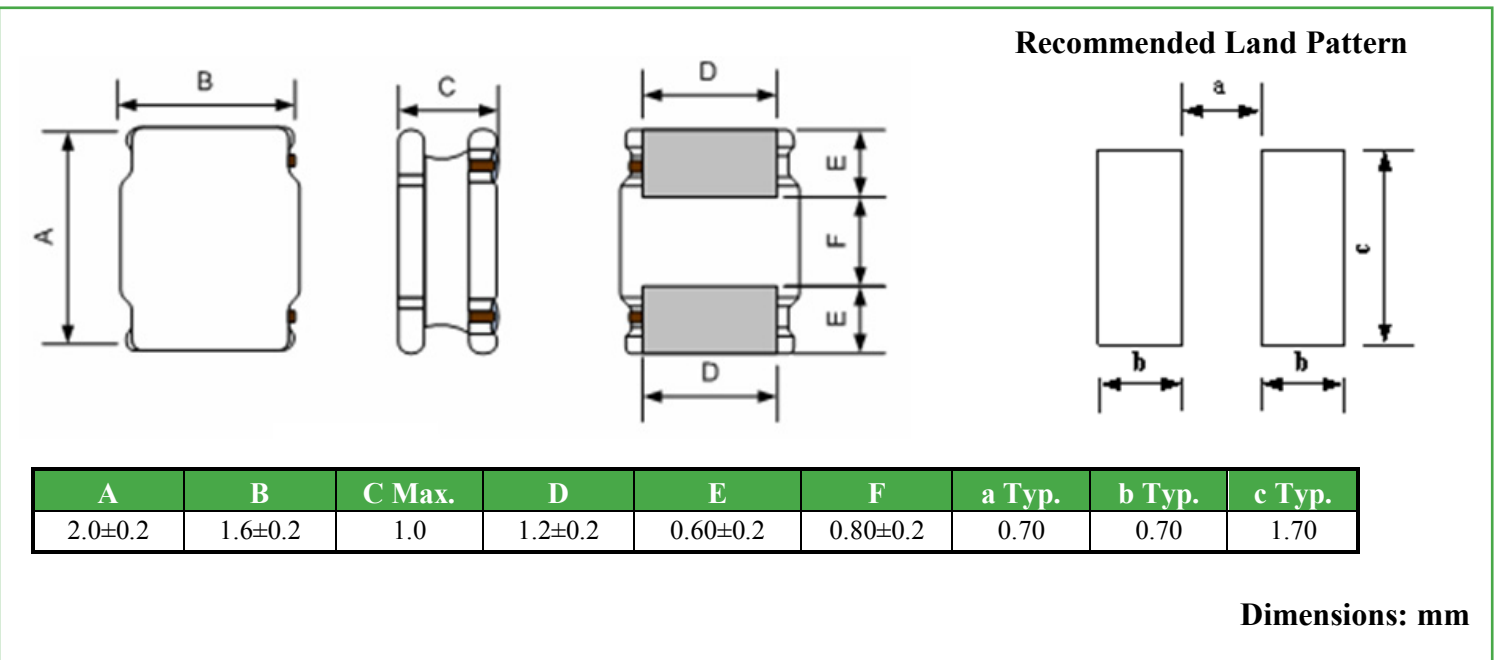 Recommended Land Pattern
B
C
D
a
A
E
F
E
c
D
b
b
A B C Max. D E F a Typ. b Typ. c Typ.
2.0±0.2 1.6±0.2 1.0 1.2±0.2 0.60±0.2 0.80±0.2 0.70 0.70 1.70
Dimensions: mm